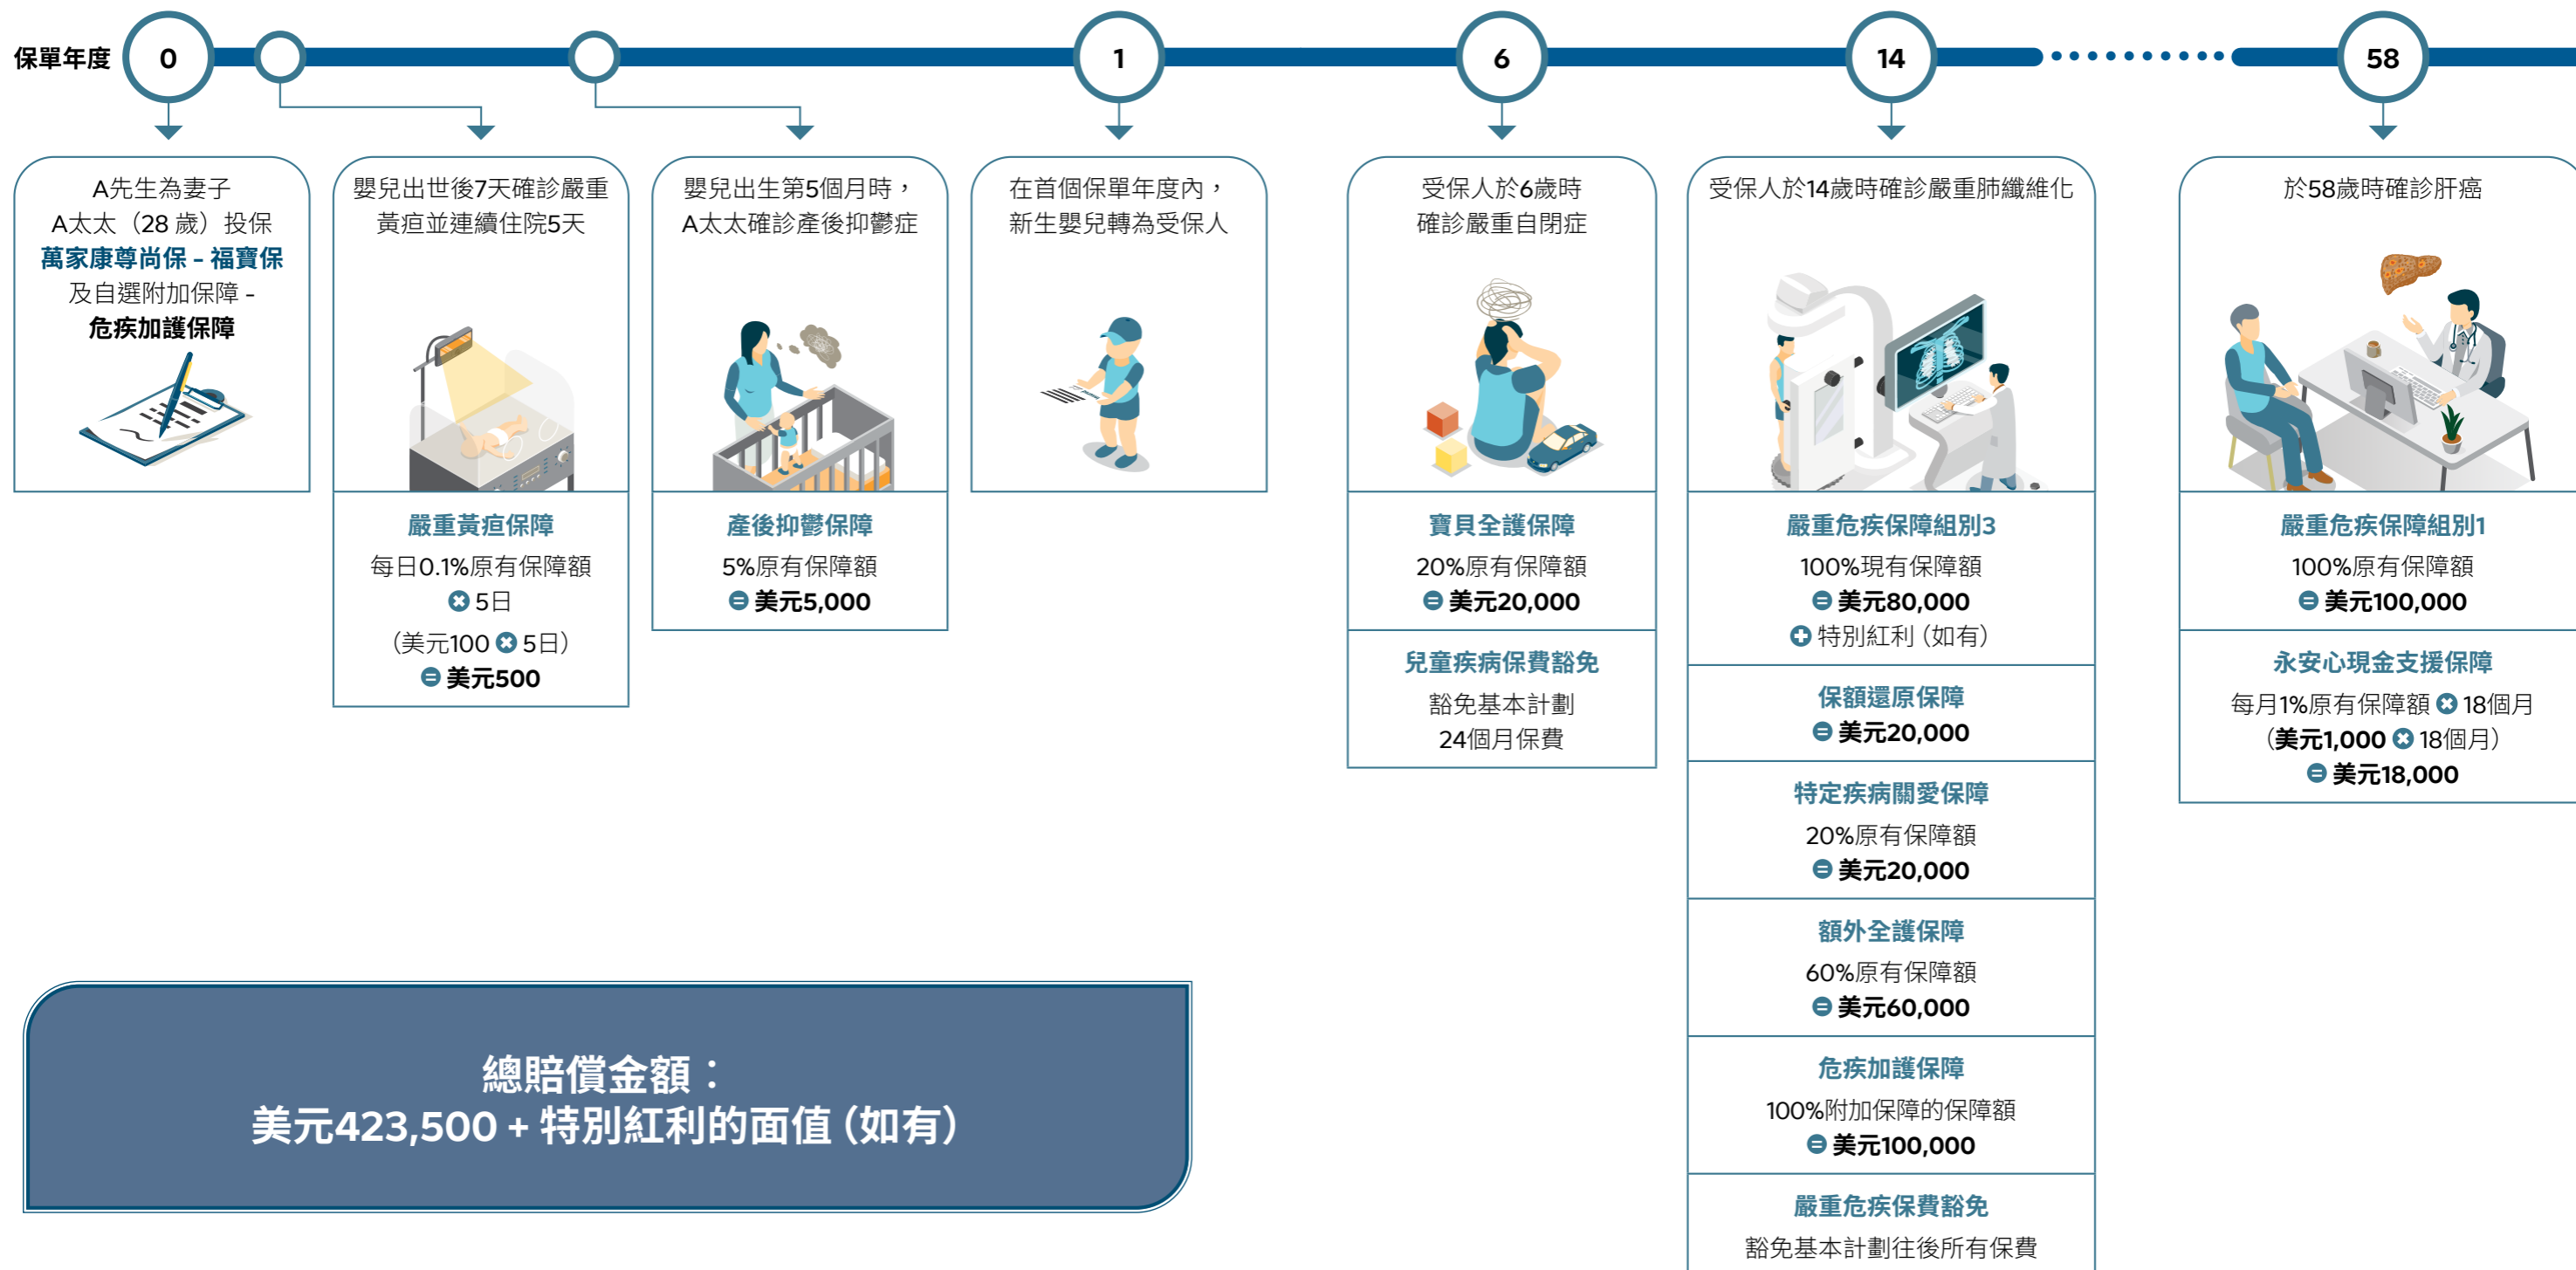 保單年度
0
1
6
14
58
A先生為妻子
A太太（28 歲）投保
萬家康尊尚保 – 福寶保
及自選附加保障 –
危疾加護保障
嬰兒出世後7天確診嚴重
黃疸並連續住院5天
嚴重黃疸保障
每日0.1%原有保障額
× 5日
（美元100 × 5日）
= 美元500
嬰兒出生第5個月時，
A太太確診產後抑鬱症
產後抑鬱保障
5%原有保障額
= 美元5,000
在首個保單年度內，
新生嬰兒轉為受保人
受保人於6歲時
確診嚴重自閉症
寶貝全護保障
20%原有保障額
= 美元20,000
兒童疾病保費豁免
豁免基本計劃
24個月保費
受保人於14歲時確診嚴重肺纖維化
嚴重危疾保障組別3
100%現有保障額
= 美元80,000
+ 特別紅利（如有）
保額還原保障
= 美元20,000
特定疾病關愛保障
20%原有保障額
= 美元20,000
額外全護保障
60%原有保障額
= 美元60,000
危疾加護保障
100%附加保障的保障額
= 美元100,000
嚴重危疾保費豁免
豁免基本計劃往後所有保費
於58歲時確診肝癌
嚴重危疾保障組別1
100%原有保障額
= 美元100,000
永安心現金支援保障
每月1%原有保障額 × 18個月
（美元1,000 × 18個月）
= 美元18,000
總賠償金額：
美元423,500 + 特別紅利的面值（如有）